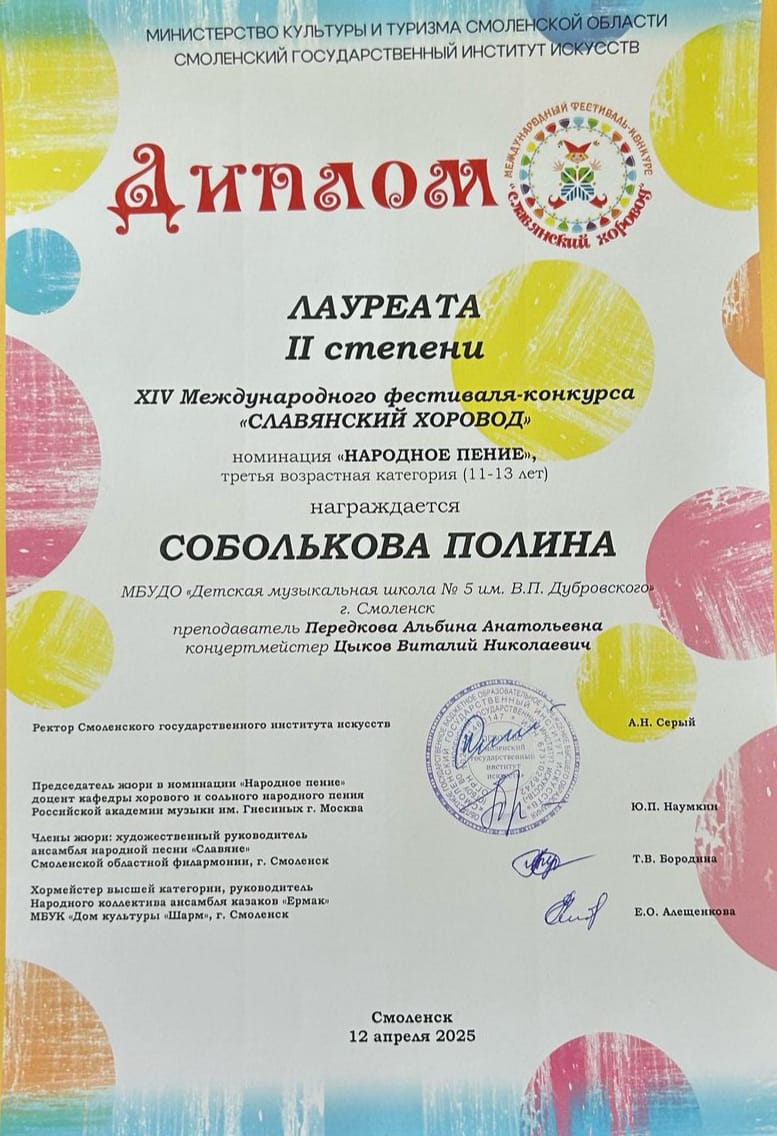 МИНИСТЕРСТВО КУЛЬТУРЫ И ТУРИЗМА СМОЛЕНСКОЙ ОБЛАСТИ
СМОЛЕНСКИЙ ГОСУДАРСТВЕННЫЙ ИНСТИТУТ ИСКУССТВ
ДИПЛОМ
МЕЖДУНАРОДНЫЙ ФЕСТИВАЛЬ-КОНКУРС
"СЛАВЯНСКИЙ ХОРОВОД"
ЛАУРЕАТА
II степени
XIV Международного фестиваля-конкурса
«СЛАВЯНСКИЙ ХОРОВОД»
номинация «НАРОДНОЕ ПЕНИЕ»,
третья возрастная категория (11-13 лет)
награждается
СОБОЛЬКОВА ПОЛИНА
МБУДО «Детская музыкальная школа № 5 им. В.П. Дубровского»
г. Смоленск
преподаватель Передкова Альбина Анатольевна
концертмейстер Цыков Виталий Николаевич
Ректор Смоленского государственного института искусств
А.Н. Серый
Смоленский
государственный
институт
искусств
Председатель жюри в номинации «Народное пение»
доцент кафедры хорового и сольного народного пения
Российской академии музыки им. Гнесиных г. Москва
Ю.П. Наумкин
Члены жюри: художественный руководитель
ансамбля народной песни «Славяне»
Смоленской областной филармонии, г. Смоленск
Т.В. Бородина
Хормейстер высшей категории, руководитель
Народного коллектива ансамбля казаков «Ермак»
МБУК «Дом культуры «Шарм», г. Смоленск
Е.О. Алещенкова
Смоленск
12 апреля 2025